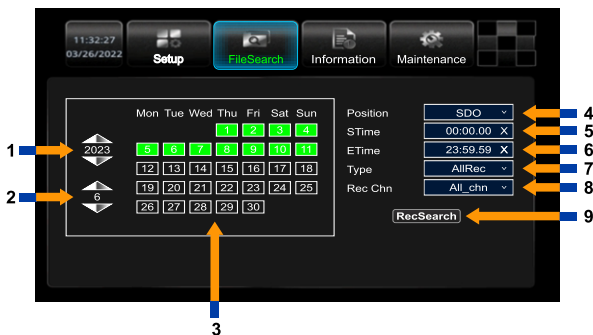 11:32:27
03/26/2022
Setup
FileSearch
Information
Maintenance
Mon Tue Wed Thu Fri Sat Sun
1 2 3 4
5 6 7 8 9 10 11
12 13 14 15 16 17 18
19 20 21 22 23 24 25
26 27 28 29 30
2023
6
Position SDO
STime 00:00.00 X
ETime 23:59.59 X
Type AllRec
Rec Chn All_chn
RecSearch
1
2
3
4
5
6
7
8
9